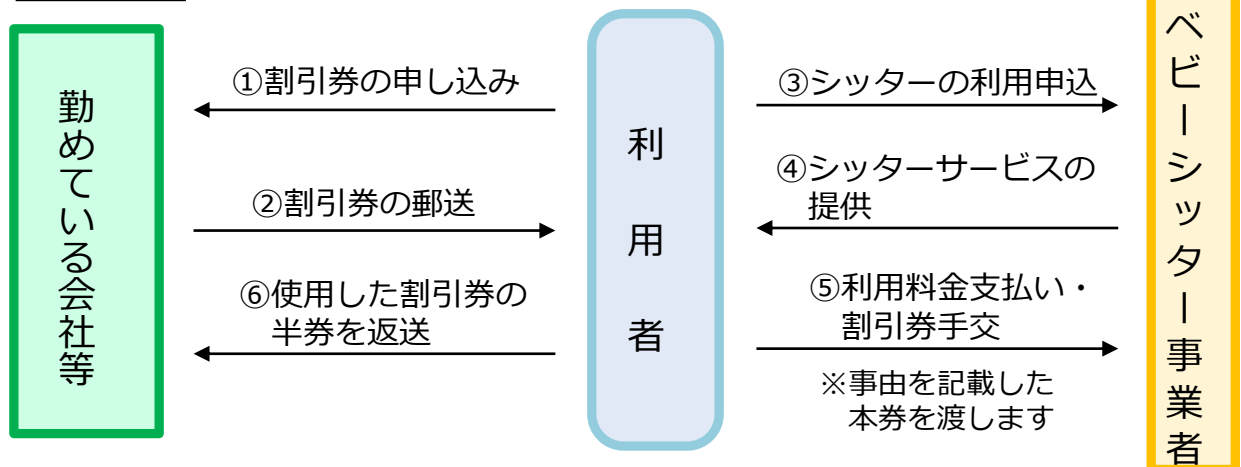 勤めている会社等
①割引券の申し込み
②割引券の郵送
⑥使用した割引券の
半券を返送
利用者
③シッターの利用申込
④シッターサービスの
提供
⑤利用料金支払い・
割引券手交
※事由を記載した
本券を渡します
ベビーシッター事業者